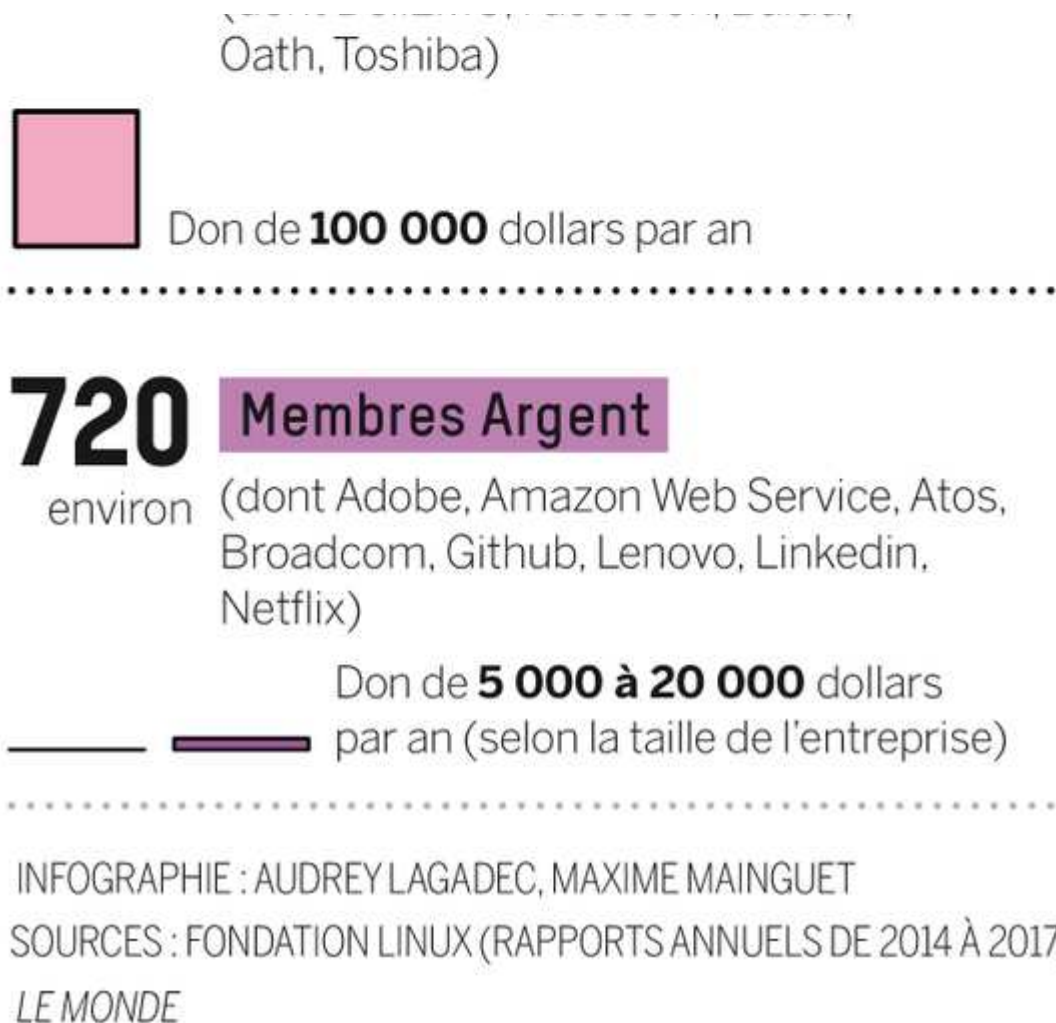 Oath, Toshiba)
Don de 100 000 dollars par an
720 Membres Argent
environ (dont Adobe, Amazon Web Service, Atos,
Broadcom, Github, Lenovo, Linkedin,
Netflix)
Don de 5 000 à 20 000 dollars
par an (selon la taille de l'entreprise)
INFOGRAPHIE : AUDREY LAGADEC, MAXIME MAINGUET
SOURCES : FONDATION LINUX (RAPPORTS ANNUELS DE 2014 À 2017
LE MONDE